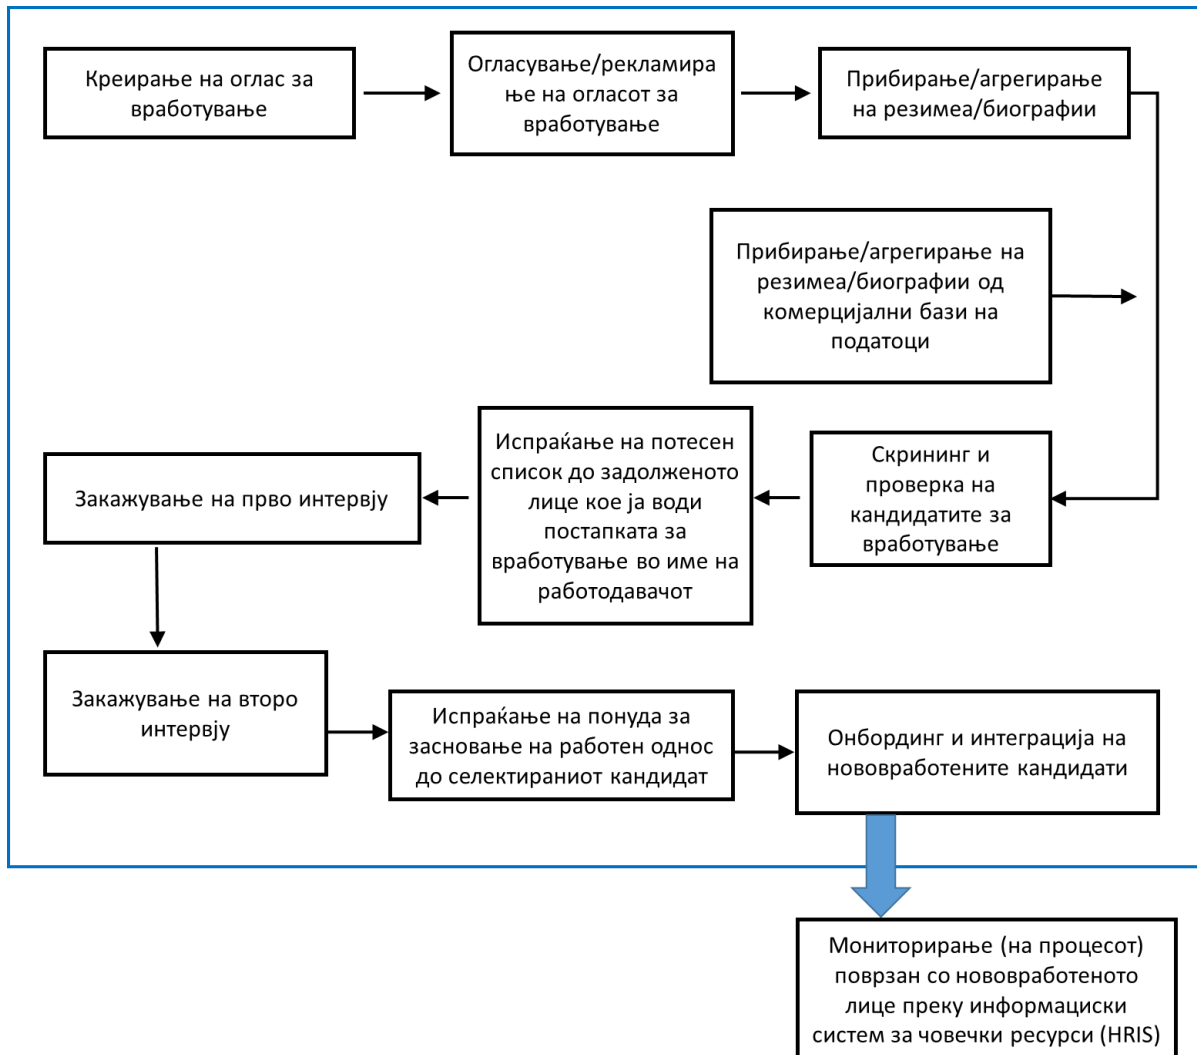 Креирање на оглас за
вработување
Огласување/рекламира
ње на огласот за
вработување
Прибирање/агрегирање
на резимеа/биографии
Прибирање/агрегирање на
резимеа/биографии од
комерцијални бази на
податоци
Скрининг и
проверка на
кандидатите за
вработување
Испраќање на потесен
список до задолженото
лице кое ја води
постапката за
вработување во име на
работодавачот
Закажување на прво интервју
Закажување на второ
интервју
Испраќање на понуда за
засновање на работен однос
до селектираниот кандидат
Онбординг и интеграција на
нововработените кандидати
Мониторирање (на процесот)
поврзан со нововработеното
лице преку информациски
систем за човечки ресурси (HRIS)